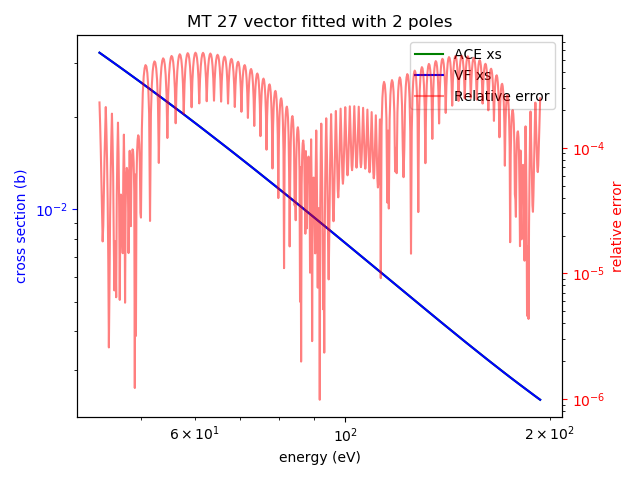 MT 27 vector fitted with 2 poles
ACE xs
VF xs
Relative error
cross section (b)
10⁻²
10⁻⁴
10⁻⁵
10⁻⁶
relative error
6 × 10¹
10²
2 × 10²
energy (eV)